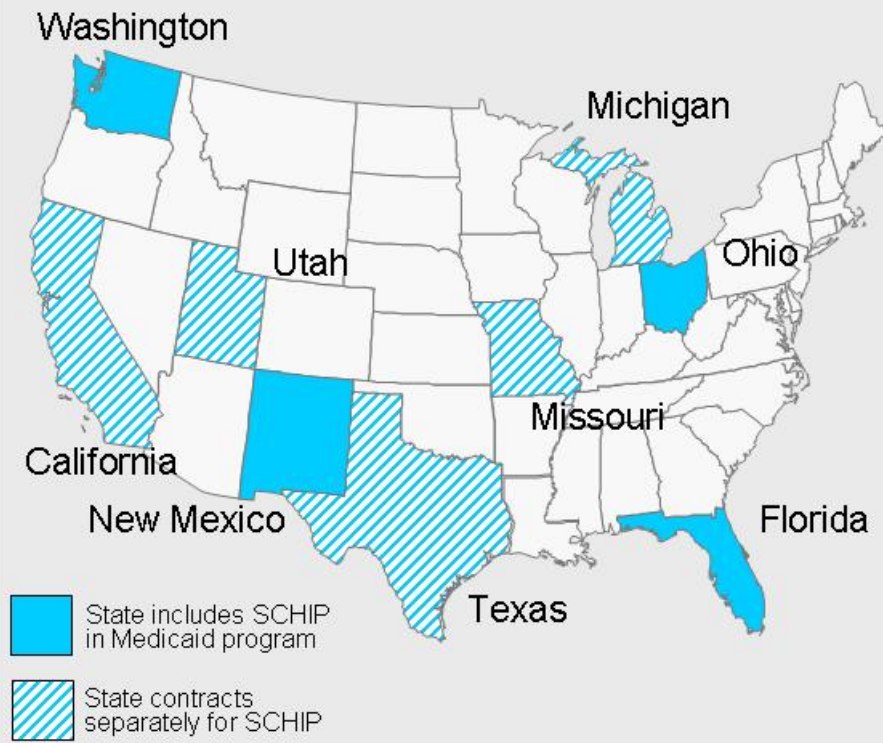 Washington
Michigan
Utah
Ohio
Missouri
California
New Mexico
Florida
Texas
State includes SCHIP
in Medicaid program
State contracts
separately for SCHIP